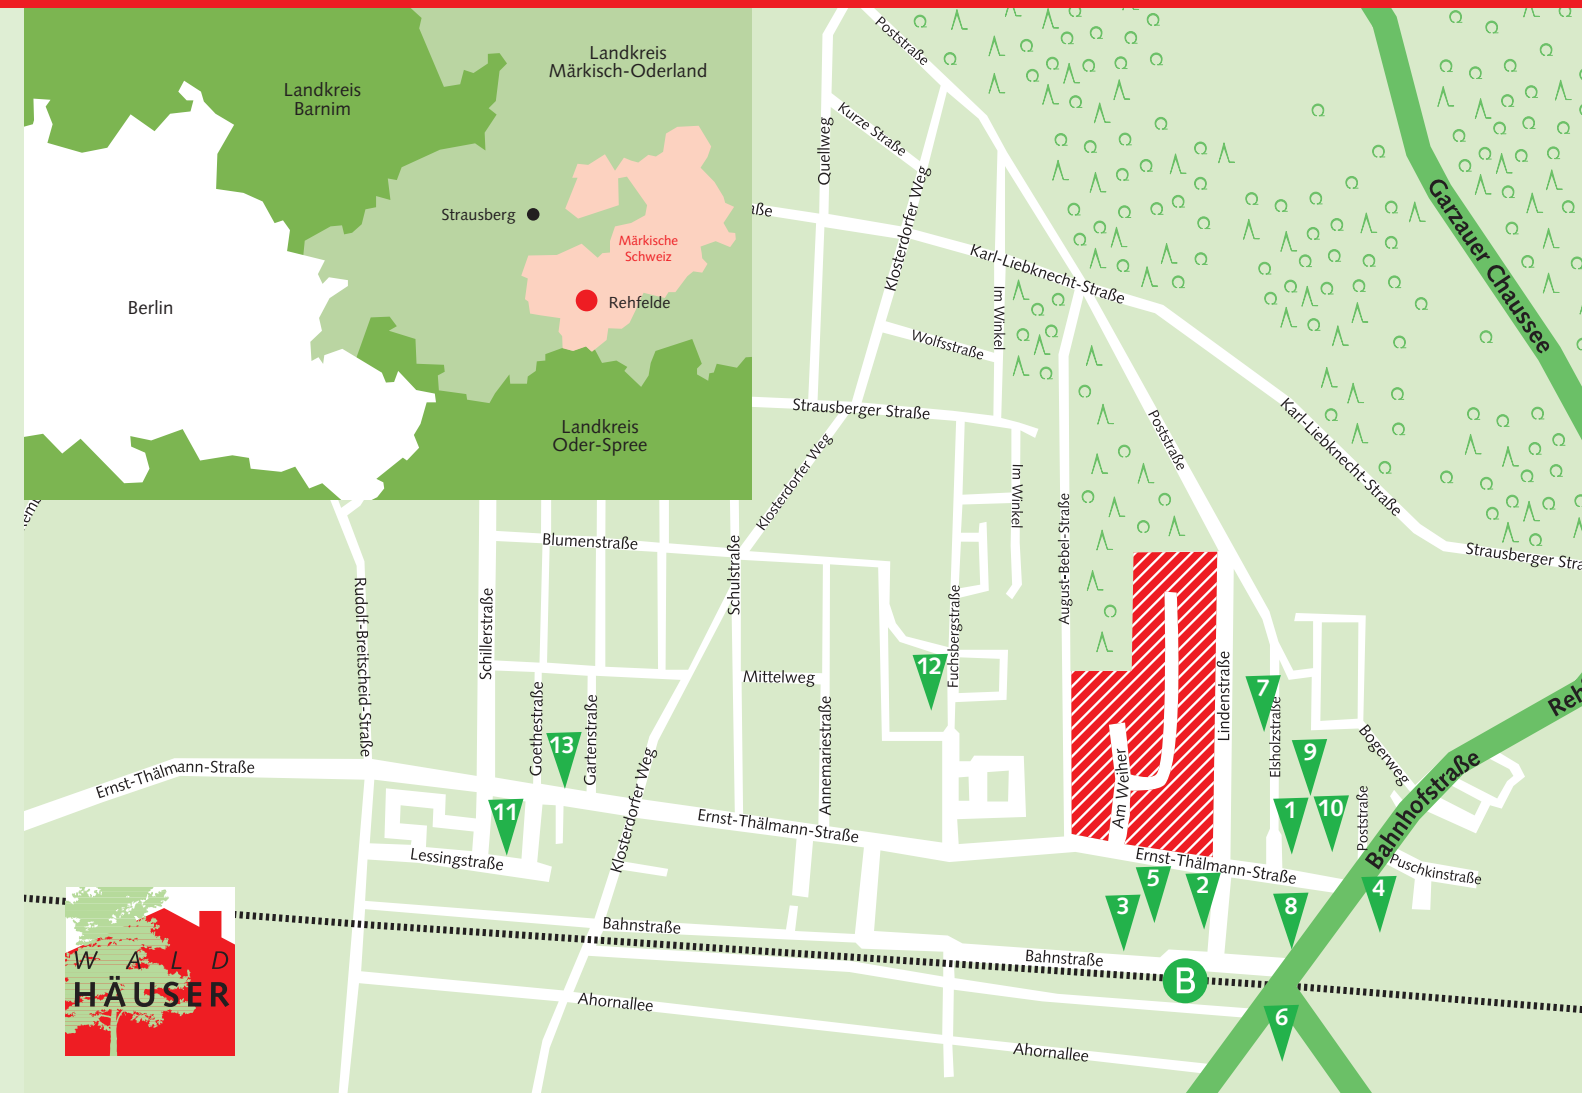 Landkreis
Märkisch-Oderland
Landkreis
Barnim
Strausberg
Märkische
Schweiz
Berlin
Rehfelde
Landkreis
Oder-Spree
Poststraße
Kurze Straße
Quellweg
Klosterdorfer Weg
aße
Karl-Liebknecht-Straße
Im Winkel
Wolfsstraße
Garzauer Chaussee
Strausberger Straße
Klosterdorfer Weg
Im Winkel
Poststraße
Karl-Liebknecht-Straße
Strausberger Stra
August-Bebel-Straße
Blumenstraße
Schulstraße
Rudolf-Breitscheid-Straße
Schillerstraße
Fuchsbergstraße
12
Mittelweg
Goethestraße
Gartenstraße
13
Annemariestraße
Klosterdorfer Weg
Lindenstraße
7
Elsholzstraße
9
Am Weiher
Bogerweg
Reh
Ernst-Thälmann-Straße
11
Ernst-Thälmann-Straße
1
10
Poststraße
Bahnhofstraße
Lessingstraße
Ernst-Thälmann-Straße
Puschkinstraße
5
2
3
8
4
Bahnstraße
Bahnstraße
B
6
Ahornallee
Ahornallee
WALD
HÄUSER